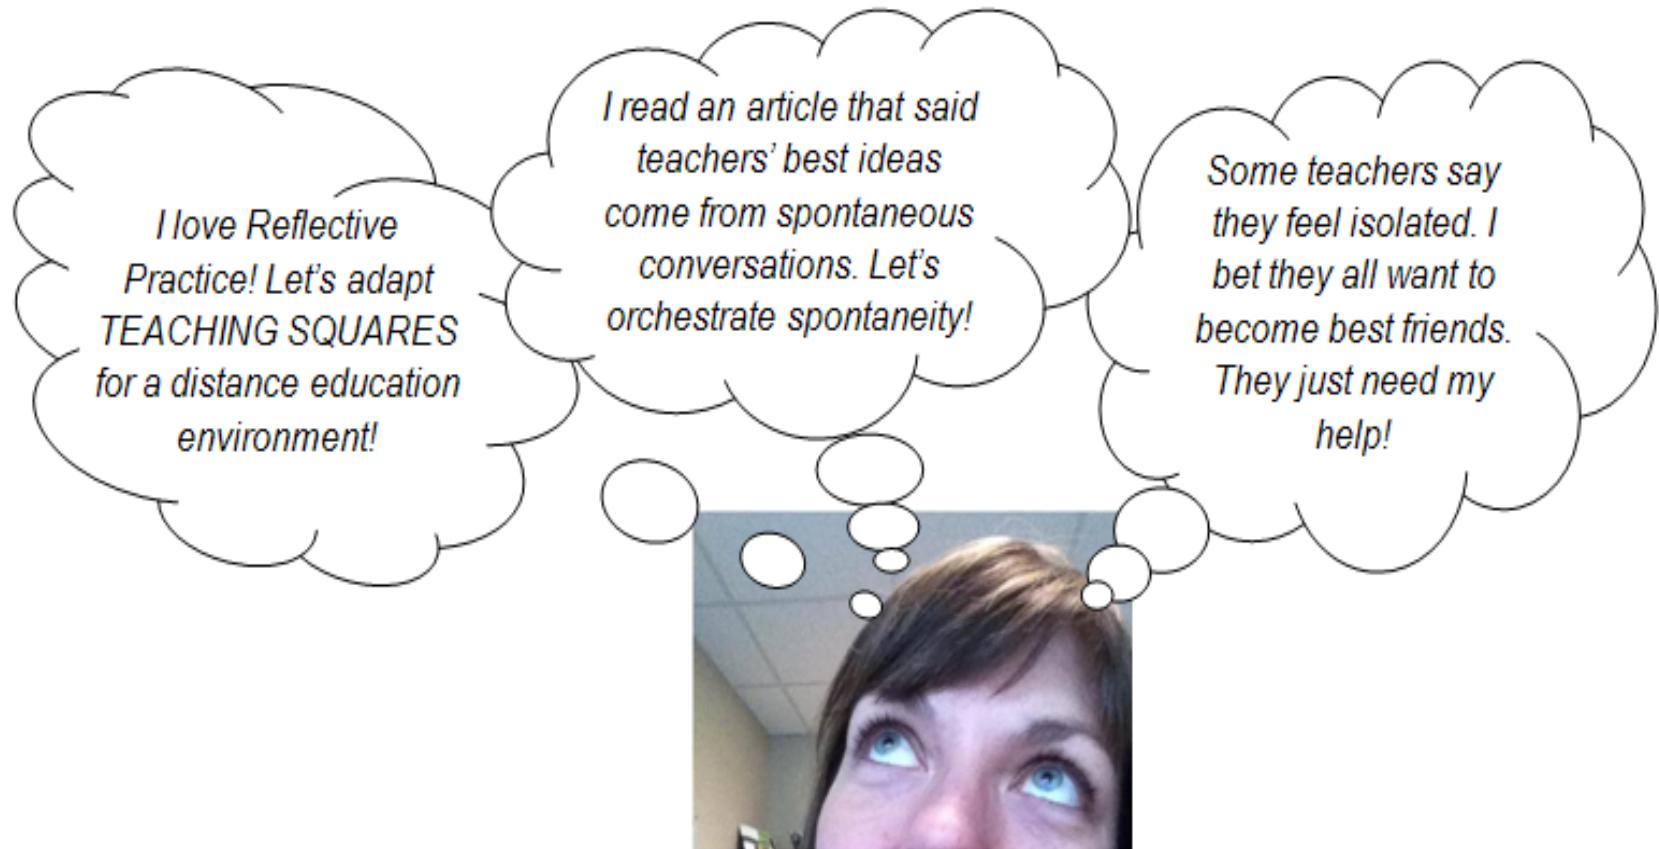 I love Reflective
Practice! Let's adapt
TEACHING SQUARES
for a distance education
environment!
I read an article that said
teachers' best ideas
come from spontaneous
conversations. Let's
orchestrate spontaneity!
Some teachers say
they feel isolated. I
bet they all want to
become best friends.
They just need my
help!